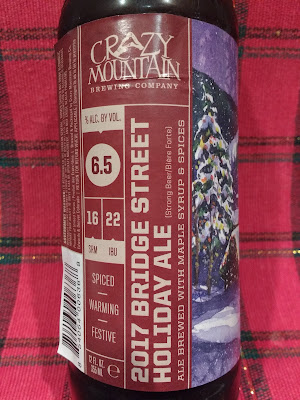 CRAZY
MOUNTAIN
BREWING COMPANY
% ALC. BY VOL.
6.5
16
22
SRM
IBU
SPICED
WARMING
FESTIVE
12 FL OZ.
355 mL
e
2017 BRIDGE STREET
HOLIDAY ALE
[Strong Beer/Bière Forte]
ALE BREWED WITH MAPLE SYRUP & SPICES